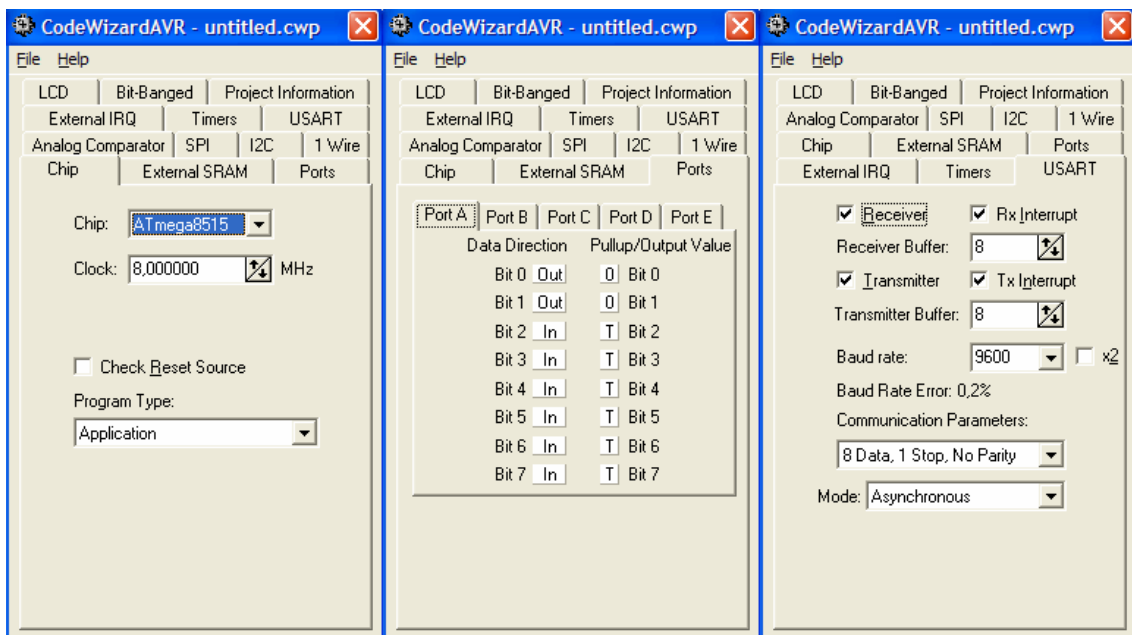 CodeWizardAVR - untitled.cwp
File Help
LCD Bit-Banged Project Information
External IRQ Timers USART
Analog Comparator SPI I2C 1 Wire
Chip External SRAM Ports
Chip: ATmega8515
Clock: 8,000000 MHz
Check Reset Source
Program Type:
Application
CodeWizardAVR - untitled.cwp
File Help
LCD Bit-Banged Project Information
External IRQ Timers USART
Analog Comparator SPI I2C 1 Wire
Chip External SRAM Ports
Port A Port B Port C Port D Port E
Data Direction Pullup/Output Value
Bit 0 Out 0 Bit 0
Bit 1 Out 0 Bit 1
Bit 2 In T Bit 2
Bit 3 In T Bit 3
Bit 4 In T Bit 4
Bit 5 In T Bit 5
Bit 6 In T Bit 6
Bit 7 In T Bit 7
CodeWizardAVR - untitled.cwp
File Help
LCD Bit-Banged Project Information
Analog Comparator SPI I2C 1 Wire
Chip External SRAM Ports
External IRQ Timers USART
Receiver Rx Interrupt
Receiver Buffer: 8
Transmitter Tx Interrupt
Transmitter Buffer: 8
Baud rate: 9600 x2
Baud Rate Error: 0,2%
Communication Parameters:
8 Data, 1 Stop, No Parity
Mode: Asynchronous